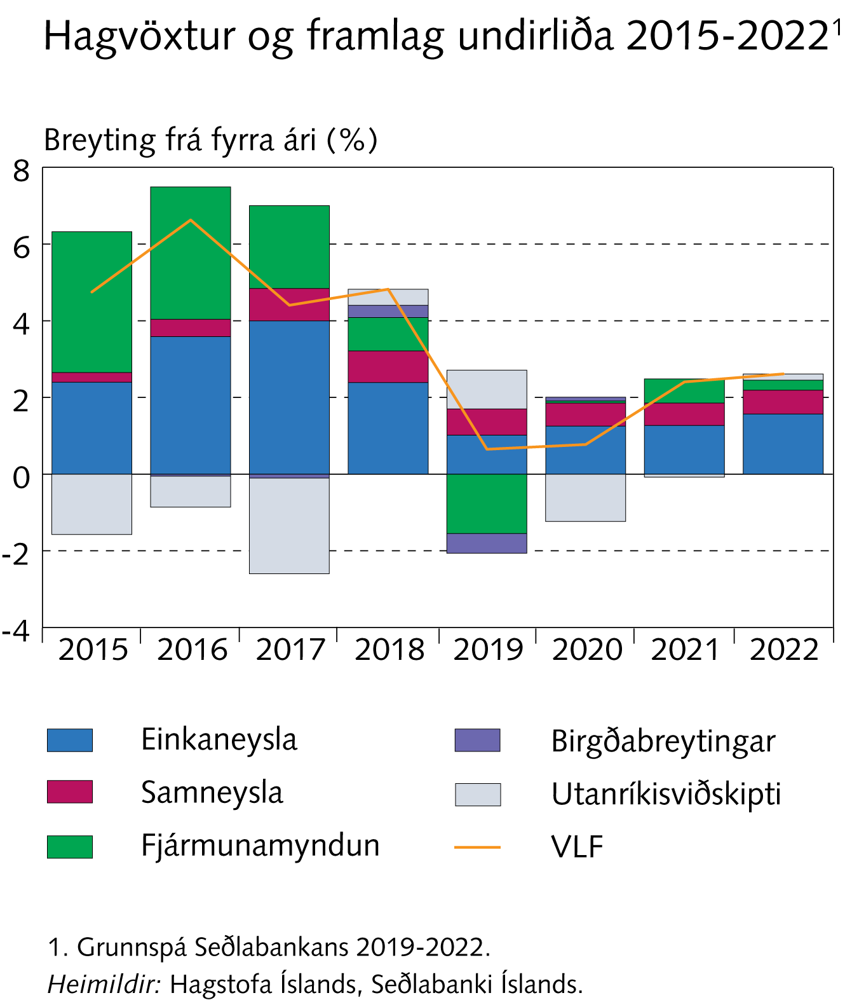 Hagvöxtur og framlag undirliða 2015-2022¹
Breyting frá fyrra ári (%)
8
6
4
2
0
-2
-4
2015 2016 2017 2018 2019 2020 2021 2022
Einkaneysla
Samneysla
Fjármunamyndun
Birgðabreytingar
Utanríkisviðskipti
VLF
1. Grunnspá Seðlabankans 2019-2022.
Heimildir: Hagstofa Íslands, Seðlabanki Íslands.